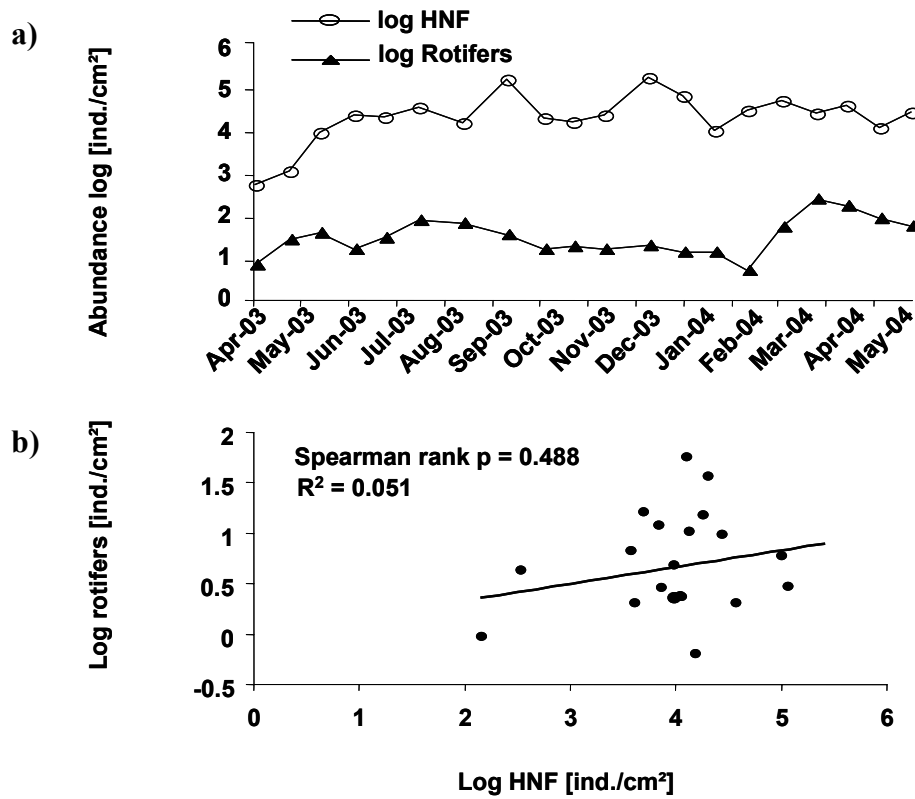 a)
log HNF
log Rotifers
Abundance log [ind./cm²]
6
5
4
3
2
1
0
Apr-03
May-03
Jun-03
Jul-03
Aug-03
Sep-03
Oct-03
Nov-03
Dec-03
Jan-04
Feb-04
Mar-04
Apr-04
May-04
b)
Log rotifers [ind./cm²]
2
1.5
1
0.5
0
-0.5
Spearman rank p = 0.488
R² = 0.051
0 2 3 4 5 6
Log HNF [ind./cm²]